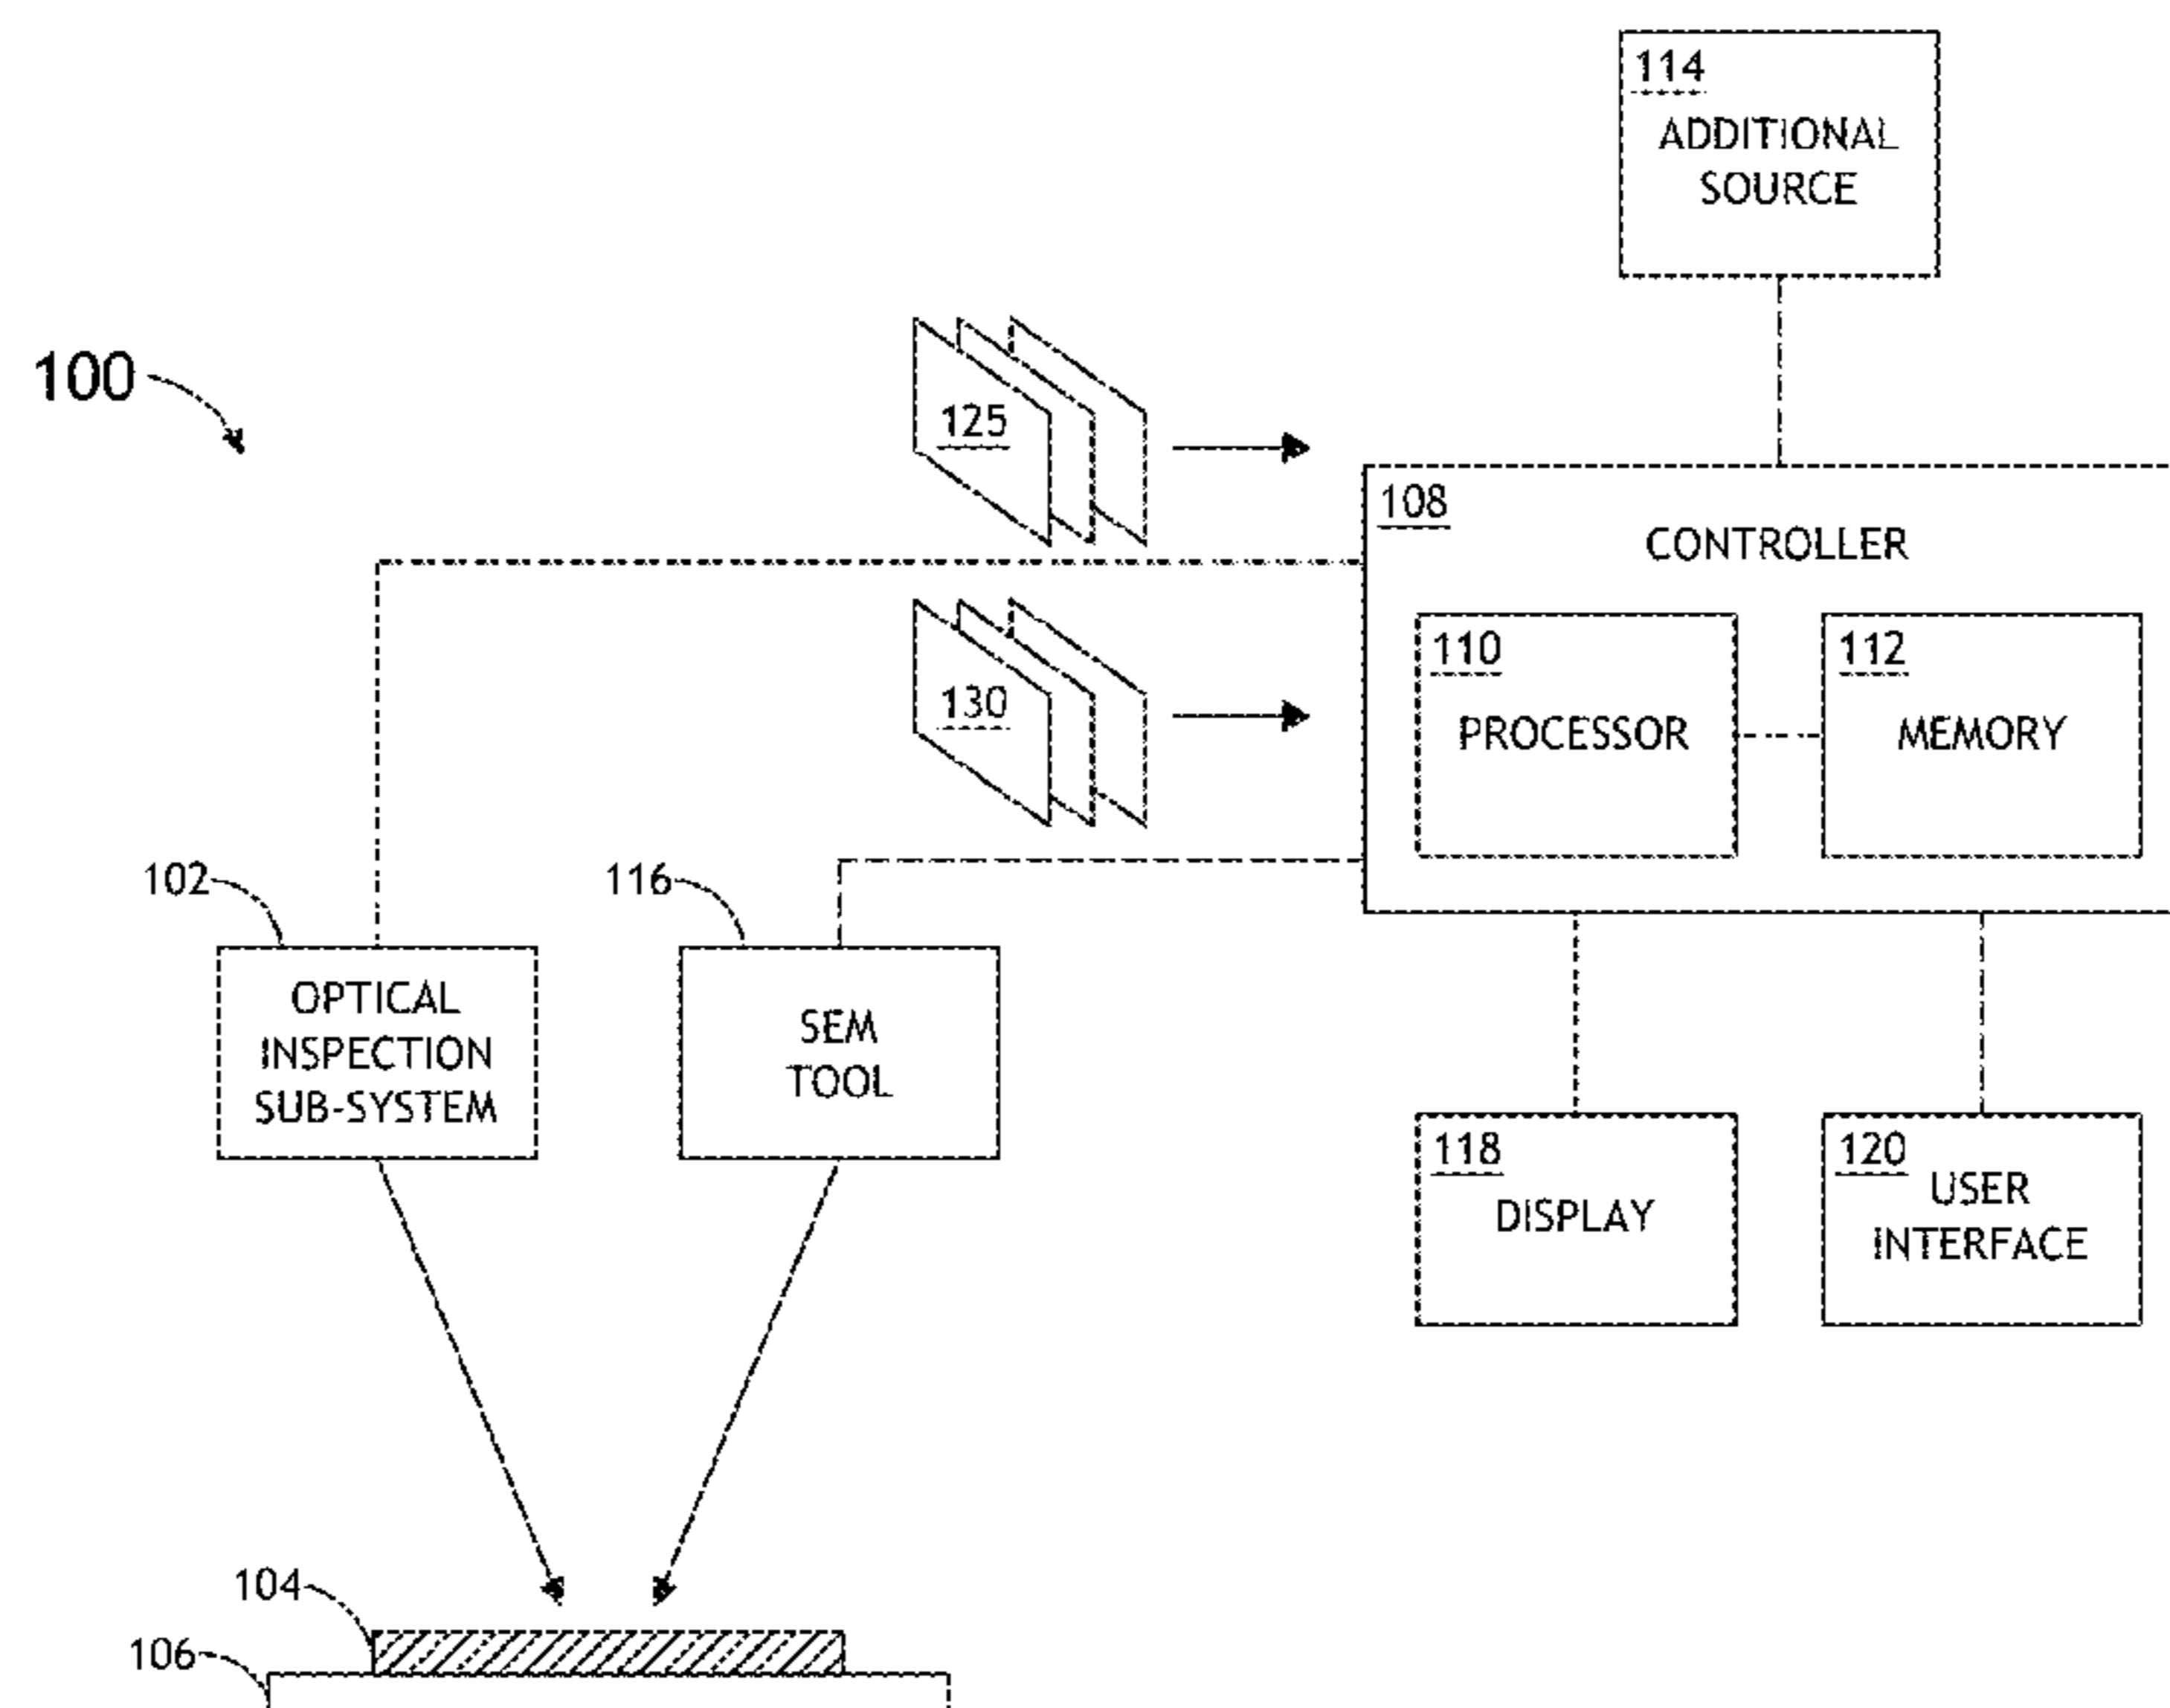 114
ADDITIONAL
SOURCE
100
125
108
CONTROLLER
130
110
PROCESSOR
112
MEMORY
102
OPTICAL
INSPECTION
SUB-SYSTEM
116
SEM
TOOL
118
DISPLAY
120
USER
INTERFACE
104
106